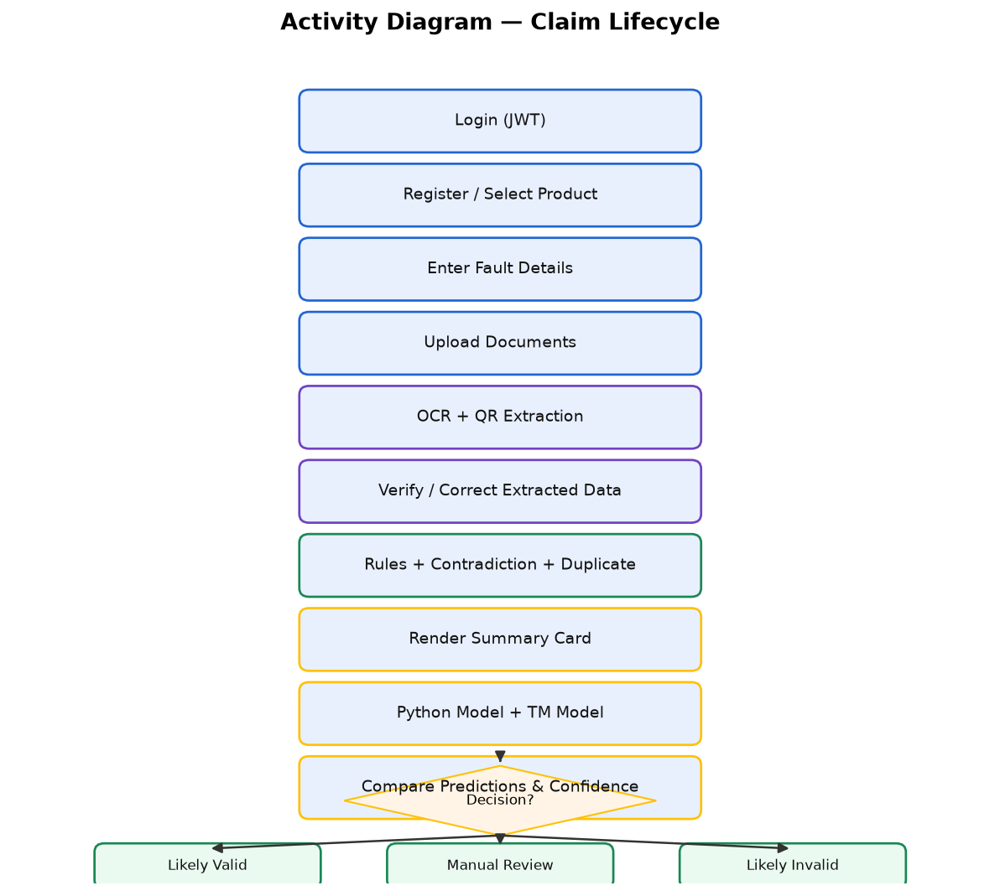 Activity Diagram — Claim Lifecycle
Login (JWT)
Register / Select Product
Enter Fault Details
Upload Documents
OCR + QR Extraction
Verify / Correct Extracted Data
Rules + Contradiction + Duplicate
Render Summary Card
Python Model + TM Model
Compare Predictions & Confidence
Decision?
Likely Valid
Manual Review
Likely Invalid